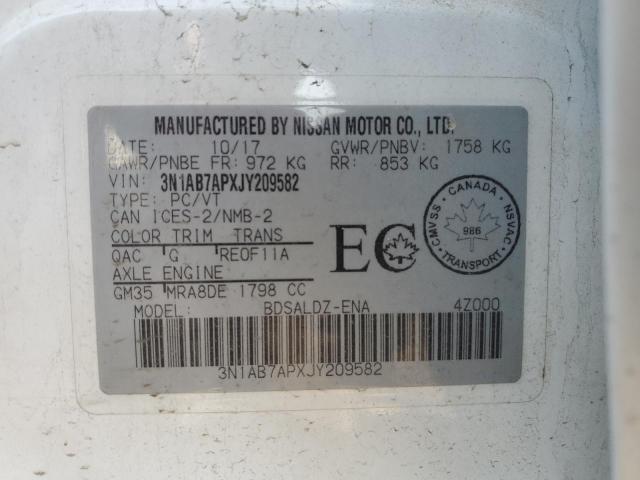 MANUFACTURED BY NISSAN MOTOR CO., LTD.
DATE: 10/17 GVWR/PNBV: 1758 KG
GAWR/PNBE FR: 972 KG RR: 853 KG
VIN: 3N1AB7APXJY209582
TYPE: PC/VT
CAN ICES-2/NMB-2
COLOR TRIM TRANS
QAC G RE0F11A
AXLE ENGINE
GM35 MRA8DE 1798 CC
EC
CANADA
CMVSS NSVAC
986
TRANSPORT
MODEL: BDSALDZ-ENA 4Z000
3N1AB7APXJY209582